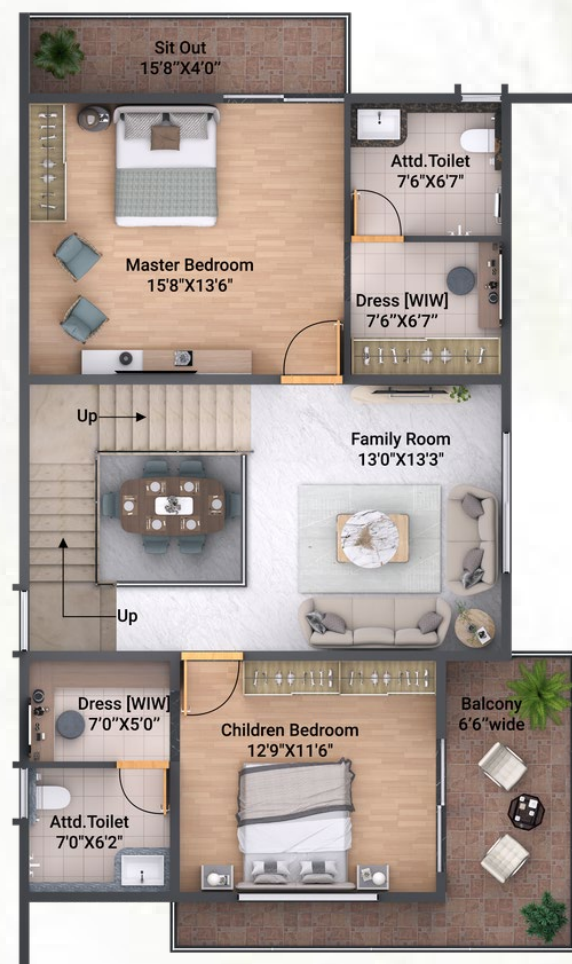 Sit Out
15’8’’X4’0’’
Attd.Toilet
7'6"X6'7"
Master Bedroom
15'8"X13'6"
Dress [WIW]
7’6’’X6’7’’
Up
Family Room
13'0"X13'3"
Up
Dress [WIW]
7’0’’X5’0’’
Balcony
6’6’’wide
Children Bedroom
12'9"X11'6"
Attd.Toilet
7'0"X6'2"